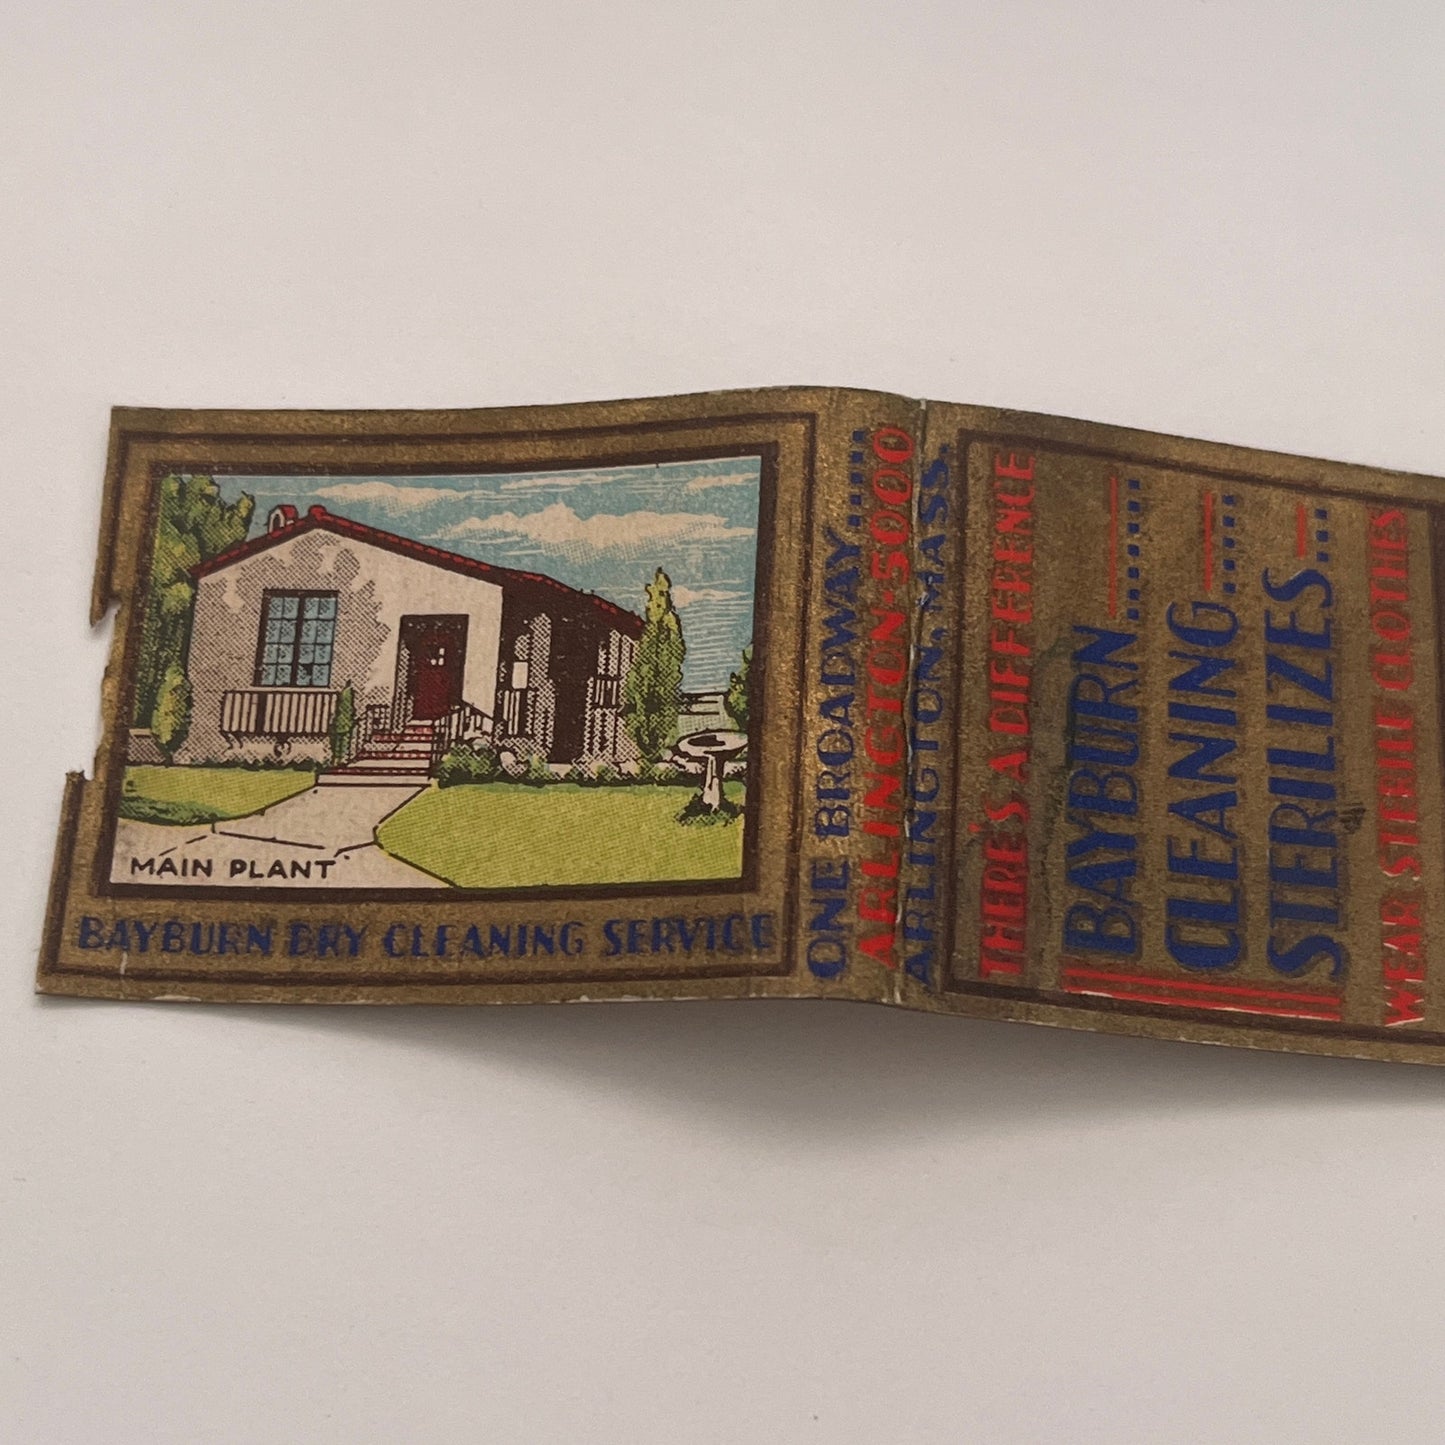 MAIN PLANT
BAYBURN DRY CLEANING SERVICE
ONE BROADWAY......
ARLINGTON-5000
ARLINGTON, MASS.
THERE'S A DIFFERENCE
BAYBURN......
CLEANING.....
STERILIZES...
WEAR STERILE CLOTHES